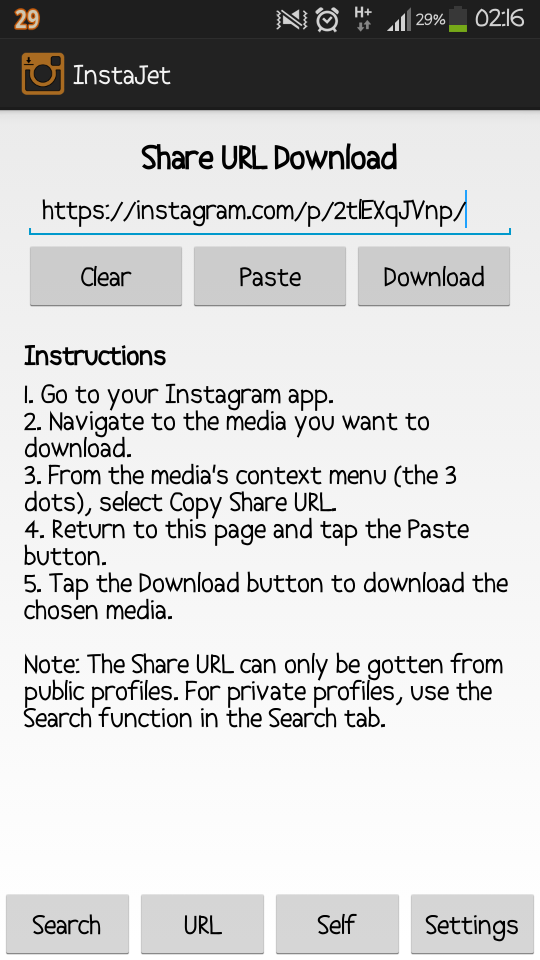 29
H+
29%
02:16
InstaJet
Share URL Download
https://instagram.com/p/2tlEXqJVnp/
Clear
Paste
Download
Instructions
1. Go to your Instagram app.
2. Navigate to the media you want to
download.
3. From the media's context menu (the 3
dots), select Copy Share URL.
4. Return to this page and tap the Paste
button.
5. Tap the Download button to download the
chosen media.
Note: The Share URL can only be gotten from
public profiles. For private profiles, use the
Search function in the Search tab.
Search
URL
Self
Settings